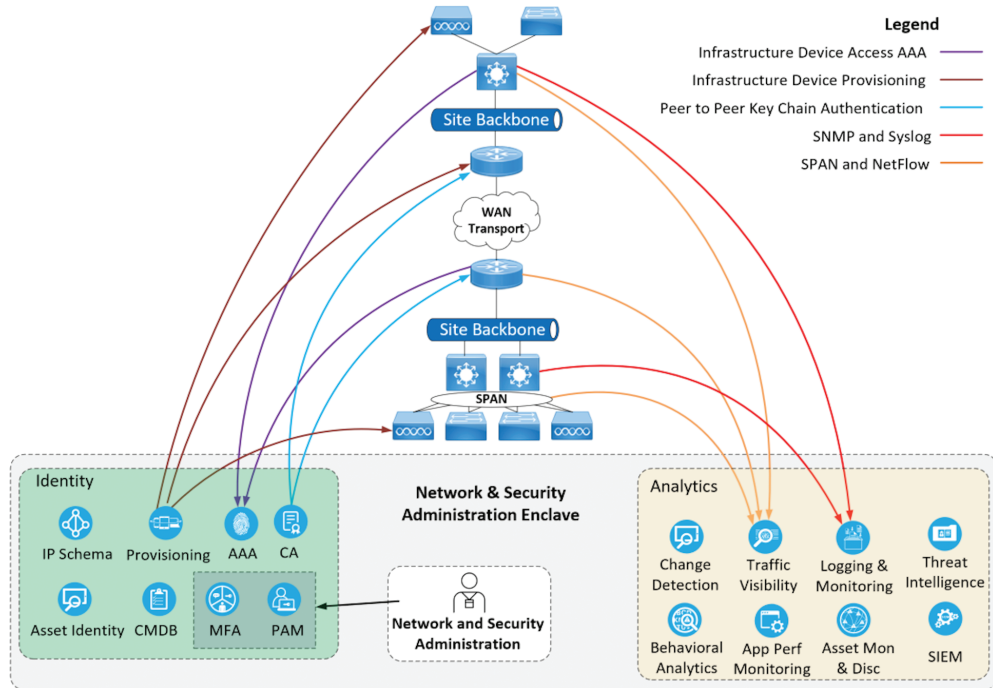 Legend
Infrastructure Device Access AAA
Infrastructure Device Provisioning
Peer to Peer Key Chain Authentication
SNMP and Syslog
SPAN and NetFlow
Site Backbone
WAN
Transport
Site Backbone
SPAN
Identity
IP Schema
Provisioning
AAA
CA
Asset Identity
CMDB
MFA
PAM
Network & Security
Administration Enclave
Network and Security
Administration
Analytics
Change
Detection
Traffic
Visibility
Logging &
Monitoring
Threat
Intelligence
Behavioral
Analytics
App Perf
Monitoring
Asset Mon
& Disc
SIEM